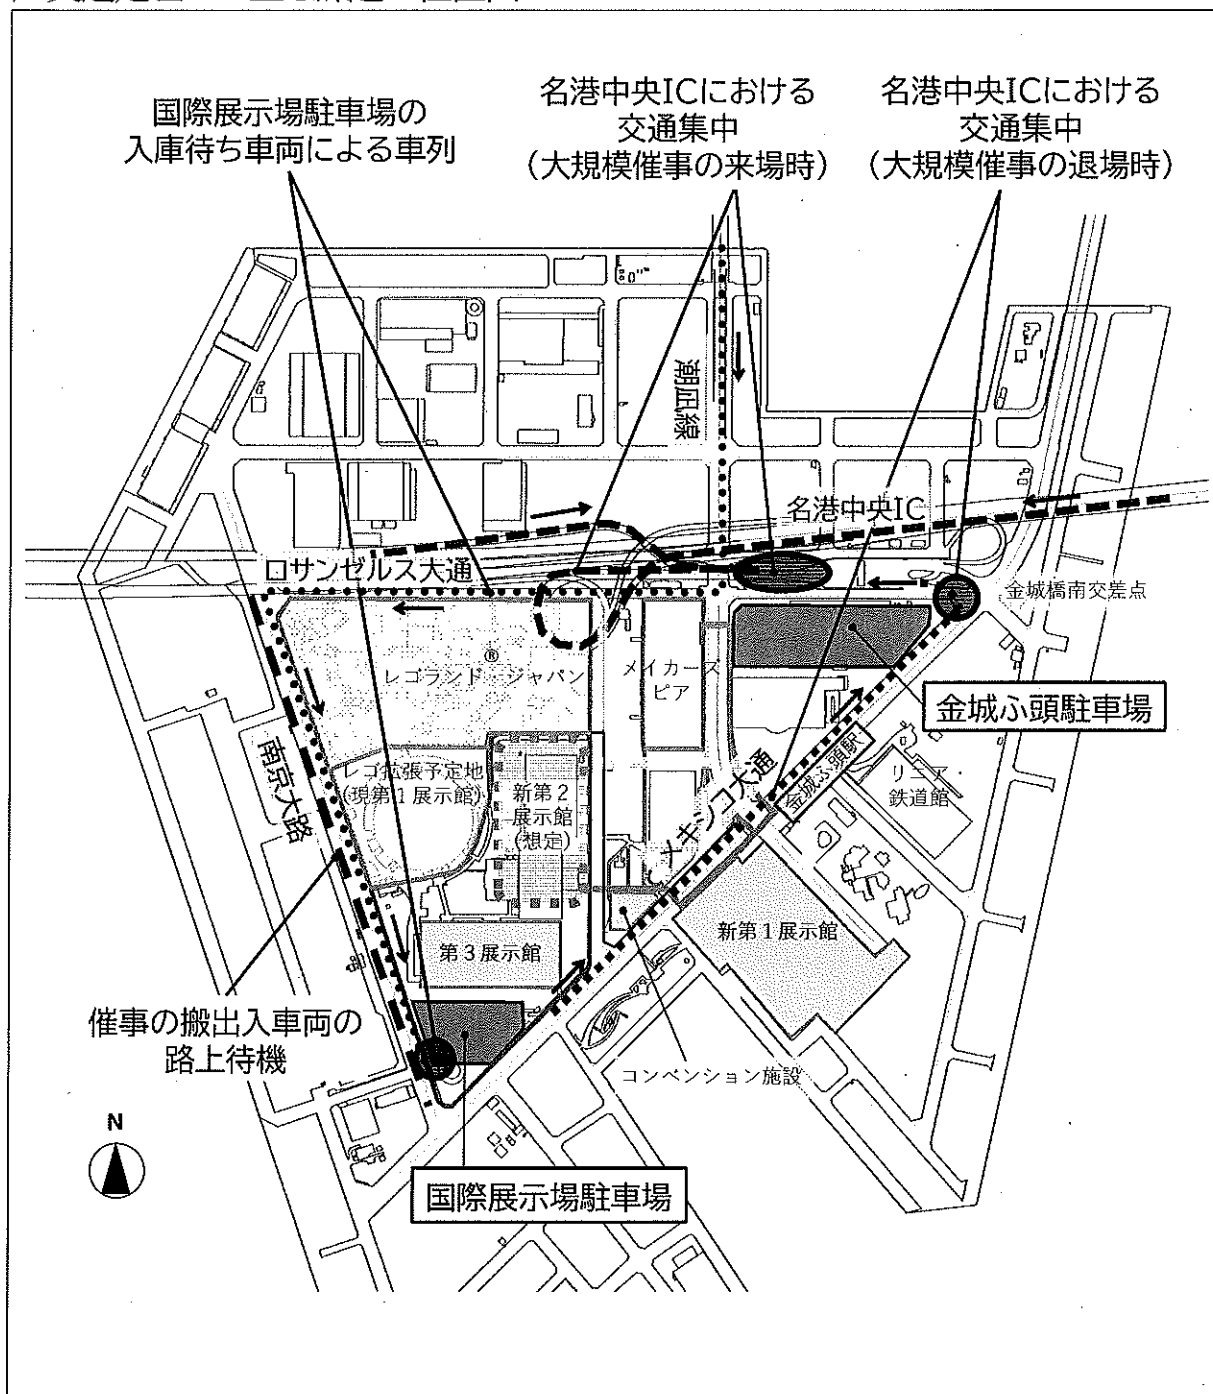 国際展示場駐車場の
入庫待ち車両による車列
名港中央ICにおける
交通集中
(大規模催事の来場時)
名港中央ICにおける
交通集中
(大規模催事の退場時)
潮凪線
名港中央IC
ロサンゼルス大通
金城橋南交差点
®
レゴランド・ジャパン
メイカーズ
ピア
金城ふ頭駐車場
南京大路
レゴ拡張予定地
(現第1展示館)
新第2
展示館
(想定)
メキシコ大通
金城ふ頭駅
リニア
鉄道館
新第1展示館
第3展示館
催事の搬出入車両の
路上待機
コンベンション施設
N
国際展示場駐車場